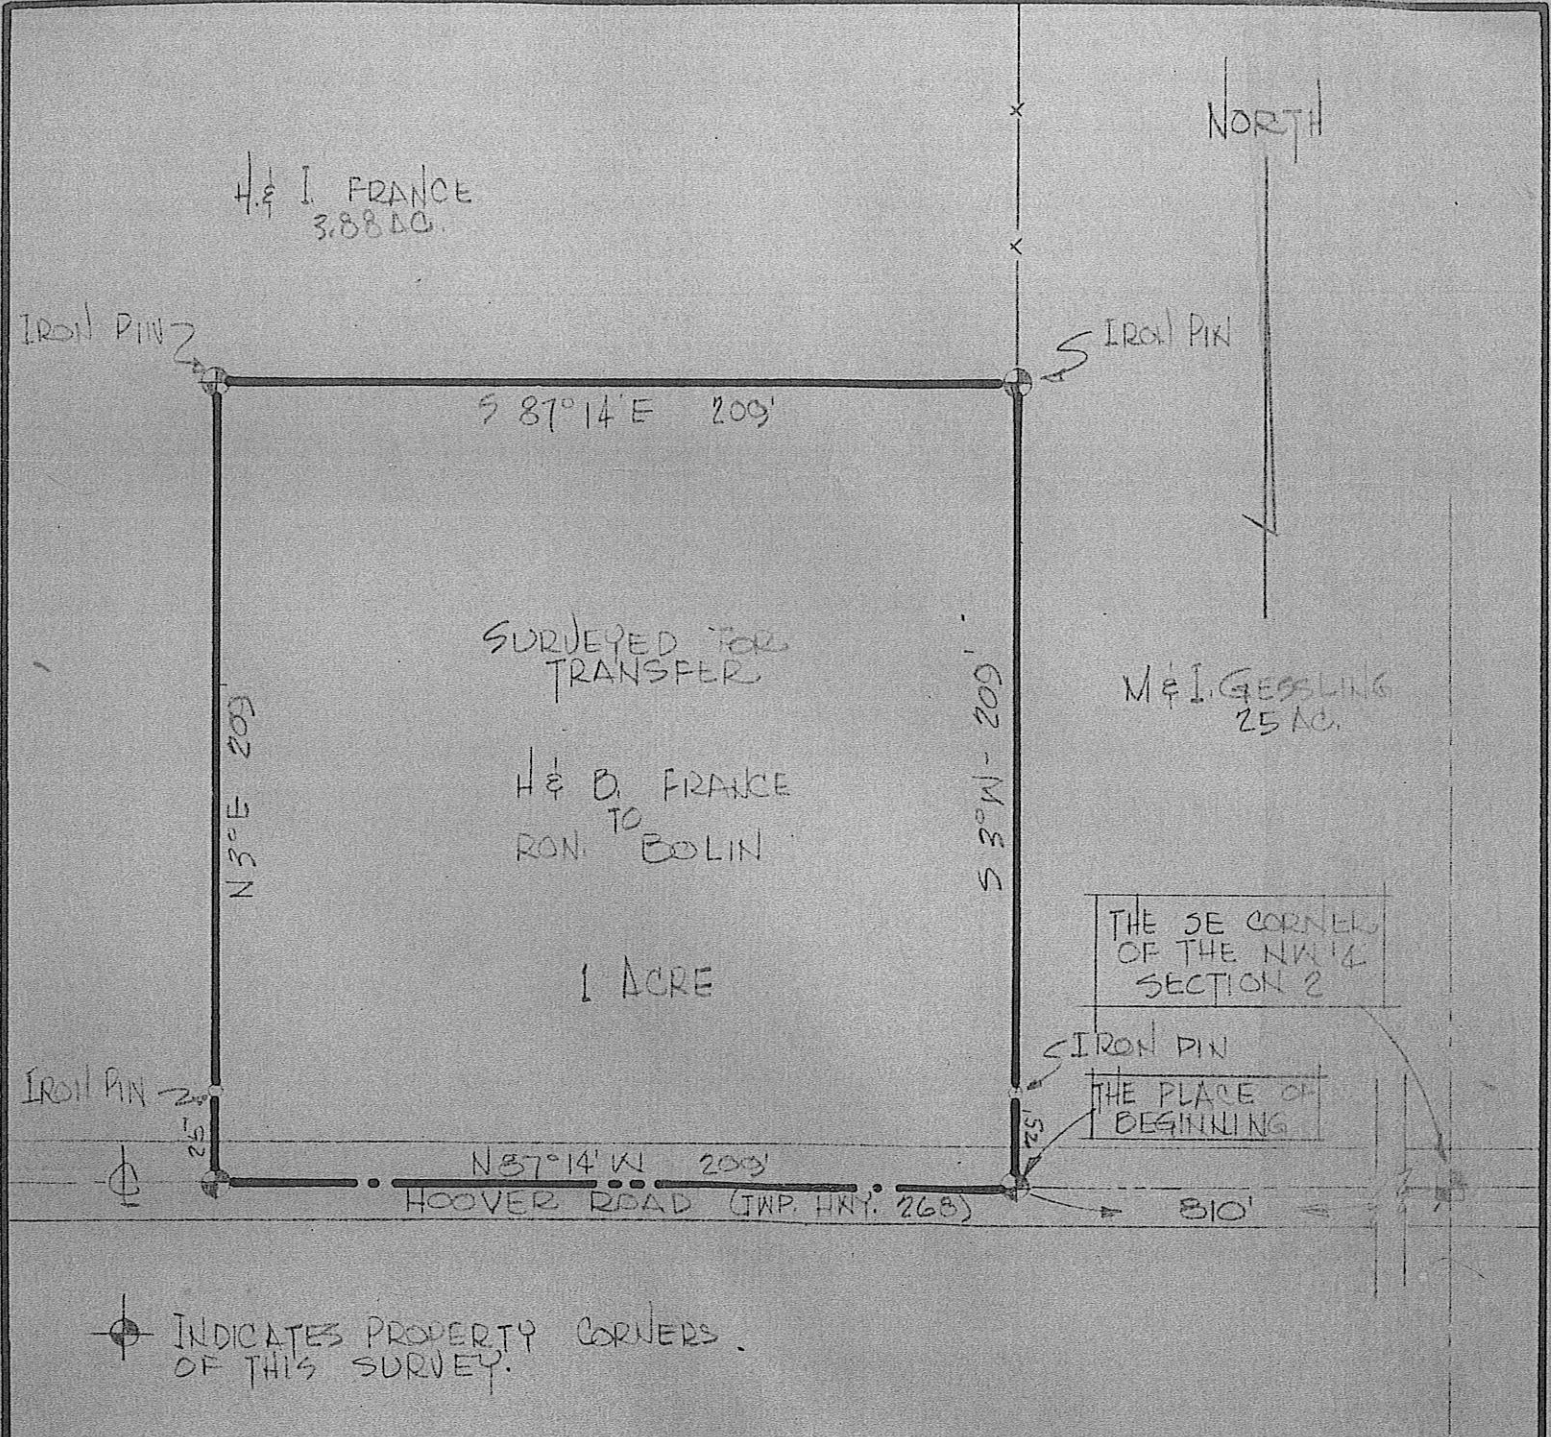 NORTH
H. & I. FRANCE
3.88 AC.
IRON PIN
IRON PIN
S 87°14' E 209'
SURVEYED FOR
TRANSFER
N 3° E 209'
S 3° W - 209'
M & I. GESSLING
25 AC.
H & B. FRANCE
TO
RON. BOLIN
1 ACRE
THE SE CORNER
OF THE NW 1/4
SECTION 2
IRON PIN
IRON PIN
THE PLACE OF
BEGINNING
25'
25'
N 87°14' W 209'
HOOVER ROAD (TWP. HWY. 268)
810'
INDICATES PROPERTY CORNERS
OF THIS SURVEY.